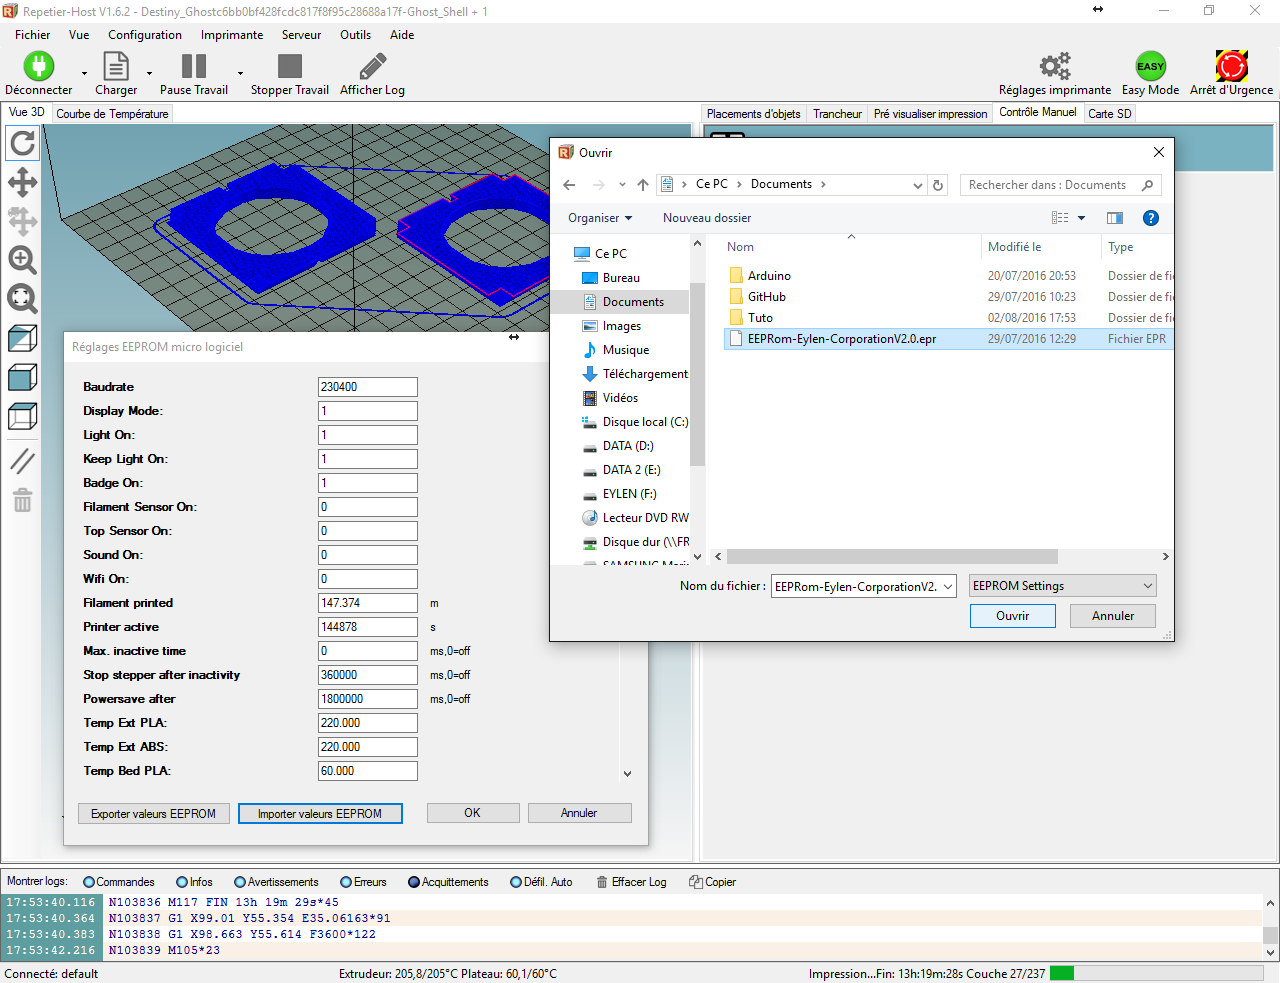 Repetier-Host V1.6.2 - Destiny_Ghostc6bb0bf428fcdc817f8f95c28688a17f-Ghost_Shell + 1
Fichier Vue Configuration Imprimante Serveur Outils Aide
EASY
Déconnecter Charger Pause Travail Stopper Travail Afficher Log Réglages imprimante Easy Mode Arrêt d'Urgence
Vue 3D Courbe de Température Placements d'objets Trancheur Pré visualiser impression Contrôle Manuel Carte SD
Ouvrir
Ce PC Documents Rechercher dans : Documents
Organiser Nouveau dossier
Nom Modifié le Type
Ce PC
Bureau
Documents
Images
Musique
Téléchargement
Vidéos
Disque local (C:)
DATA (D:)
DATA 2 (E:)
EYLEN (F:)
Lecteur DVD RW
Disque dur (\\FR
Arduino 20/07/2016 20:53 Dossier de fic
GitHub 29/07/2016 10:23 Dossier de fic
Tuto 02/08/2016 17:53 Dossier de fic
EEPRom-Eylen-CorporationV2.0.epr 29/07/2016 12:29 Fichier EPR
Nom du fichier : EEPRom-Eylen-CorporationV2. EEPROM Settings
Ouvrir Annuler
Réglages EEPROM micro logiciel
Baudrate 230400
Display Mode: 1
Light On: 1
Keep Light On: 1
Badge On: 1
Filament Sensor On: 0
Top Sensor On: 0
Sound On: 0
Wifi On: 0
Filament printed 147.374 m
Printer active 144878 s
Max. inactive time 0 ms,0=off
Stop stepper after inactivity 360000 ms,0=off
Powersave after 1800000 ms,0=off
Temp Ext PLA: 220.000
Temp Ext ABS: 220.000
Temp Bed PLA: 60.000
Exporter valeurs EEPROM Importer valeurs EEPROM OK Annuler
Montrer logs: Commandes Infos Avertissements Erreurs Acquittements Défil. Auto Effacer Log Copier
17:53:40.116 N103836 M117 FIN 13h 19m 29s*45
17:53:40.364 N103837 G1 X99.01 Y55.354 E35.06163*91
17:53:40.383 N103838 G1 X98.663 Y55.614 F3600*122
17:53:42.216 N103839 M105*23
Connecté: default Extrudeur: 205,8/205°C Plateau: 60,1/60°C Impression...Fin: 13h:19m:28s Couche 27/237